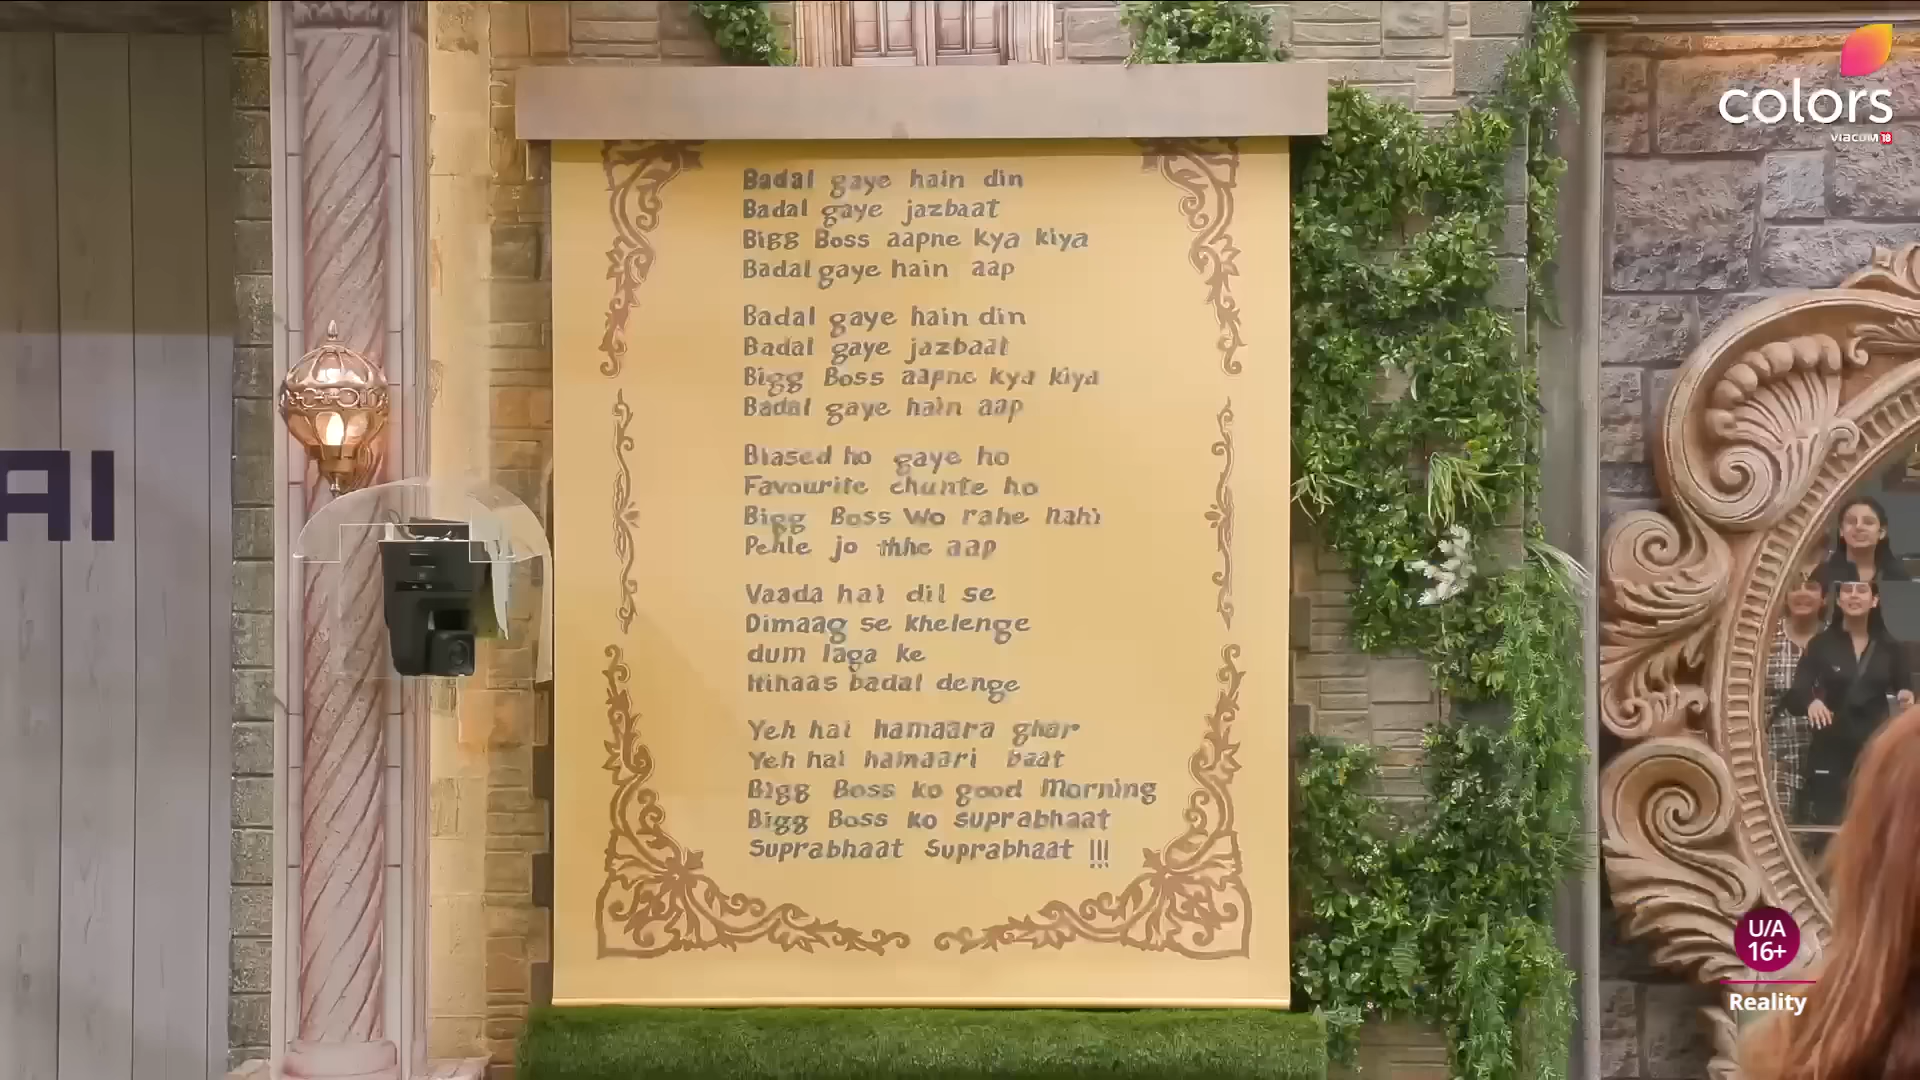 colors
VIACOM 18
Badal gaye hain din
Badal gaye jazbaat
Bigg Boss aapne kya kiya
Badal gaye hain aap
Badal gaye hain din
Badal gaye jazbaat
Bigg Boss aapne kya kiya
Badal gaye hain aap
Biased ho gaye ho
Favourite chunte ho
Bigg Boss Wo rahe nahi
Pehle jo thhe aap
Vaada hai dil se
Dimaag se khelenge
dum laga ke
Itihaas badal denge
Yeh hai hamaara ghar
Yeh hai hamaari baat
Bigg Boss ko good Morning
Bigg Boss ko suprabhaat
Suprabhaat Suprabhaat !!!
AI
U/A
16+
Reality